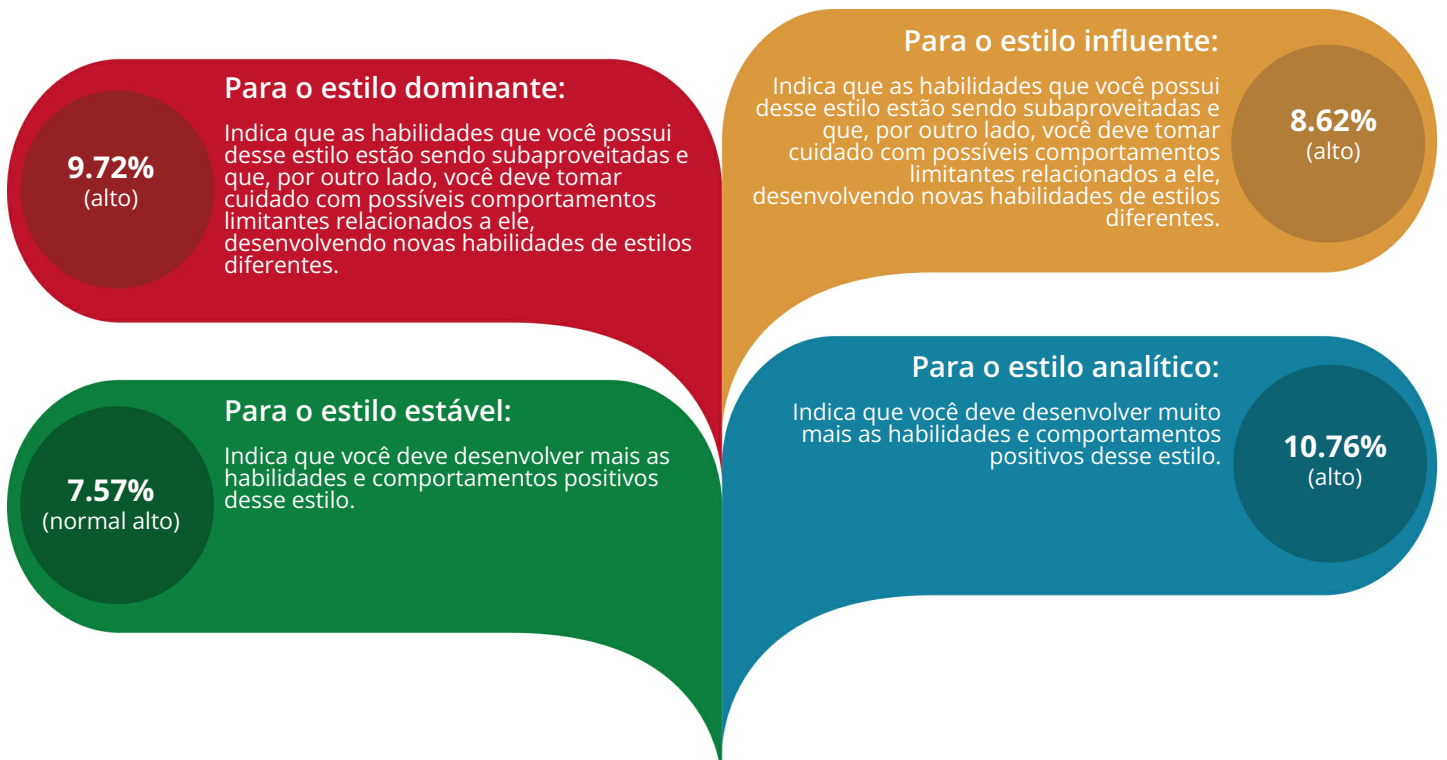 Para o estilo dominante:
Indica que as habilidades que você possui
desse estilo estão sendo subaproveitadas e
que, por outro lado, você deve tomar
cuidado com possíveis comportamentos
limitantes relacionados a ele,
desenvolvendo novas habilidades de estilos
diferentes.
9.72%
(alto)
Para o estilo influente:
Indica que as habilidades que você possui
desse estilo estão sendo subaproveitadas e
que, por outro lado, você deve tomar
cuidado com possíveis comportamentos
limitantes relacionados a ele,
desenvolvendo novas habilidades de estilos
diferentes.
8.62%
(alto)
Para o estilo estável:
Indica que você deve desenvolver mais as
habilidades e comportamentos positivos
desse estilo.
7.57%
(normal alto)
Para o estilo analítico:
Indica que você deve desenvolver muito
mais as habilidades e comportamentos
positivos desse estilo.
10.76%
(alto)